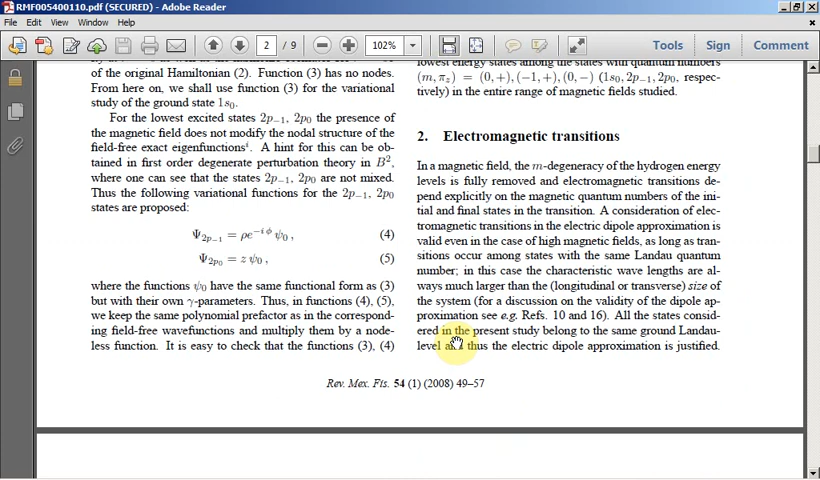 RMF005400110.pdf (SECURED) - Adobe Reader
File Edit View Window Help
2 / 9 102% Tools Sign Comment
of the original Hamiltonian (2). Function (3) has no nodes.
From here on, we shall use function (3) for the variational
study of the ground state 1s₀.
For the lowest excited states 2p₋₁, 2p₀ the presence of
the magnetic field does not modify the nodal structure of the
field-free exact eigenfunctionsⁱ. A hint for this can be ob-
tained in first order degenerate perturbation theory in B²,
where one can see that the states 2p₋₁, 2p₀ are not mixed.
Thus the following variational functions for the 2p₋₁, 2p₀
states are proposed:
Ψ₂ₚ₋₁ = ρe^{−iϕ} ψ₀ , (4)
Ψ₂ₚ₀ = z ψ₀ , (5)
where the functions ψ₀ have the same functional form as (3)
but with their own γ-parameters. Thus, in functions (4), (5),
we keep the same polynomial prefactor as in the correspond-
ing field-free wavefunctions and multiply them by a node-
less function. It is easy to check that the functions (3), (4)
lowest energy states among the states with quantum numbers
(m, π_z) = (0, +), (−1, +), (0, −) (1s₀, 2p₋₁, 2p₀, respec-
tively) in the entire range of magnetic fields studied.
2. Electromagnetic transitions
In a magnetic field, the m-degeneracy of the hydrogen energy
levels is fully removed and electromagnetic transitions de-
pend explicitly on the magnetic quantum numbers of the ini-
tial and final states in the transition. A consideration of elec-
tromagnetic transitions in the electric dipole approximation is
valid even in the case of high magnetic fields, as long as tran-
sitions occur among states with the same Landau quantum
number; in this case the characteristic wave lengths are al-
ways much larger than the (longitudinal or transverse) size of
the system (for a discussion on the validity of the dipole ap-
proximation see e.g. Refs. 10 and 16). All the states consid-
ered in the present study belong to the same ground Landau-
level and thus the electric dipole approximation is justified.
Rev. Mex. Fis. 54 (1) (2008) 49–57